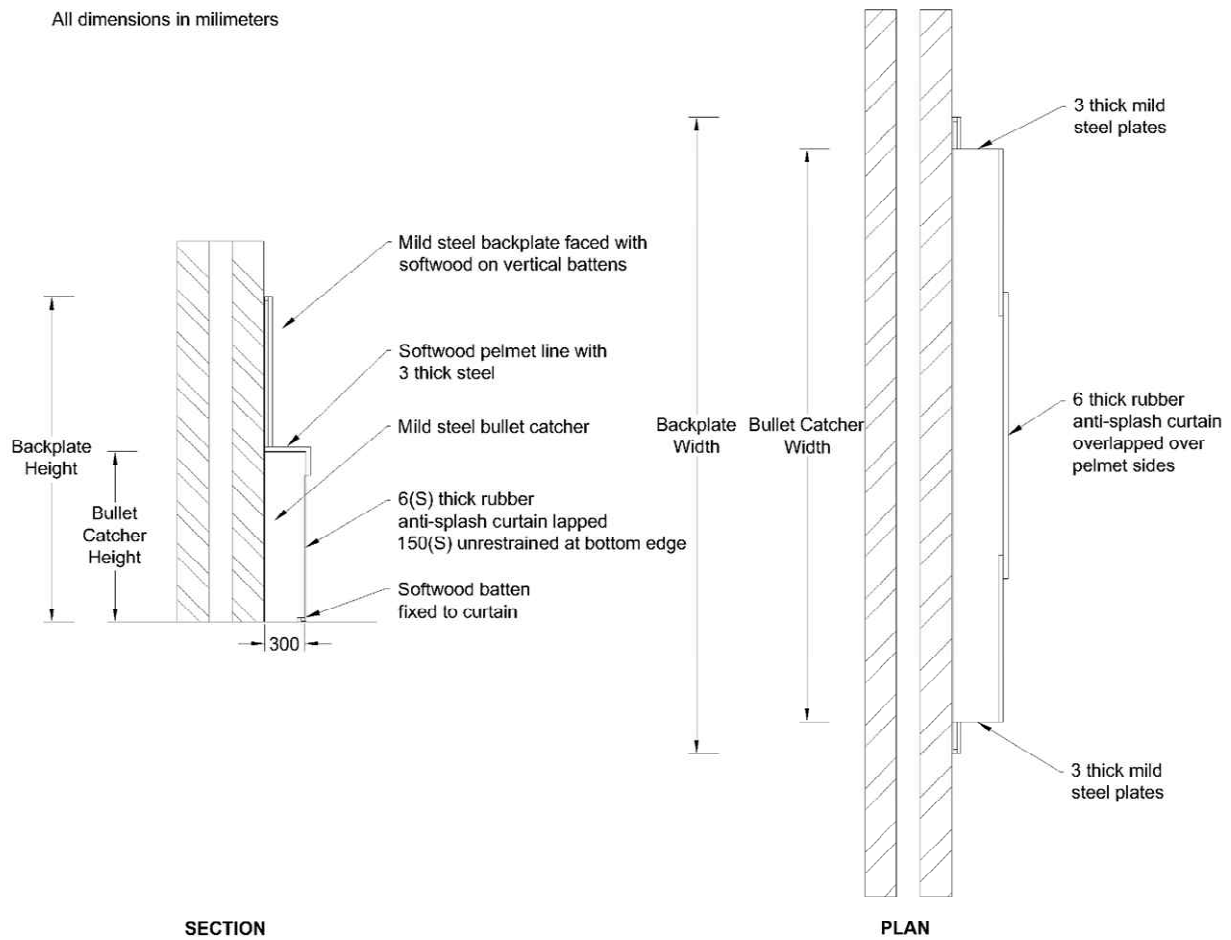 All dimensions in milimeters
Mild steel backplate faced with
softwood on vertical battens
Softwood pelmet line with
3 thick steel
Mild steel bullet catcher
6(S) thick rubber
anti-splash curtain lapped
150(S) unrestrained at bottom edge
Softwood batten
fixed to curtain
Backplate
Height
Bullet
Catcher
Height
300
SECTION
3 thick mild
steel plates
Backplate
Width
Bullet Catcher
Width
6 thick rubber
anti-splash curtain
overlapped over
pelmet sides
3 thick mild
steel plates
PLAN